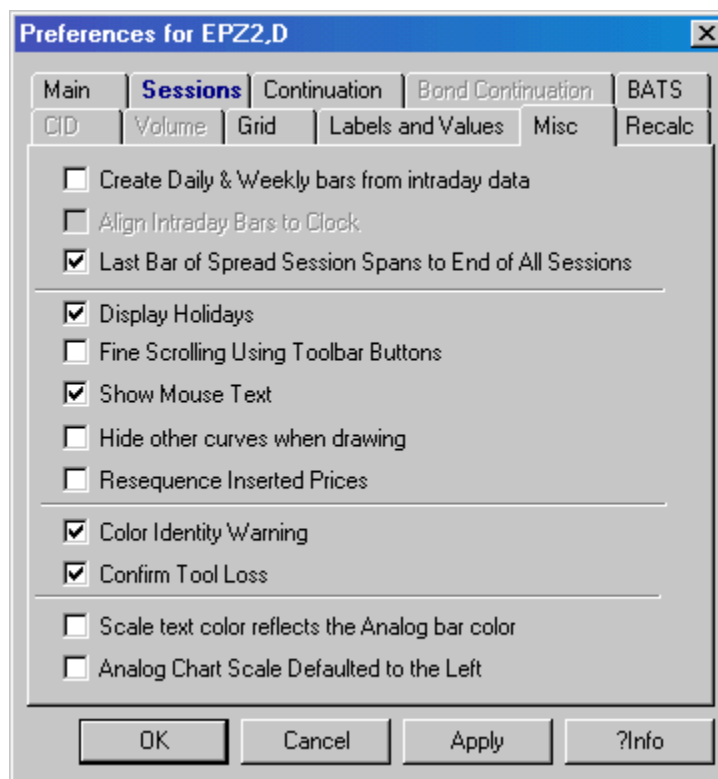 Preferences for EPZ2,D
Main Sessions Continuation Bond Continuation BATS
CID Volume Grid Labels and Values Misc Recalc
Create Daily & Weekly bars from intraday data
Align Intraday Bars to Clock
Last Bar of Spread Session Spans to End of All Sessions
Display Holidays
Fine Scrolling Using Toolbar Buttons
Show Mouse Text
Hide other curves when drawing
Resequence Inserted Prices
Color Identity Warning
Confirm Tool Loss
Scale text color reflects the Analog bar color
Analog Chart Scale Defaulted to the Left
OK Cancel Apply ?Info